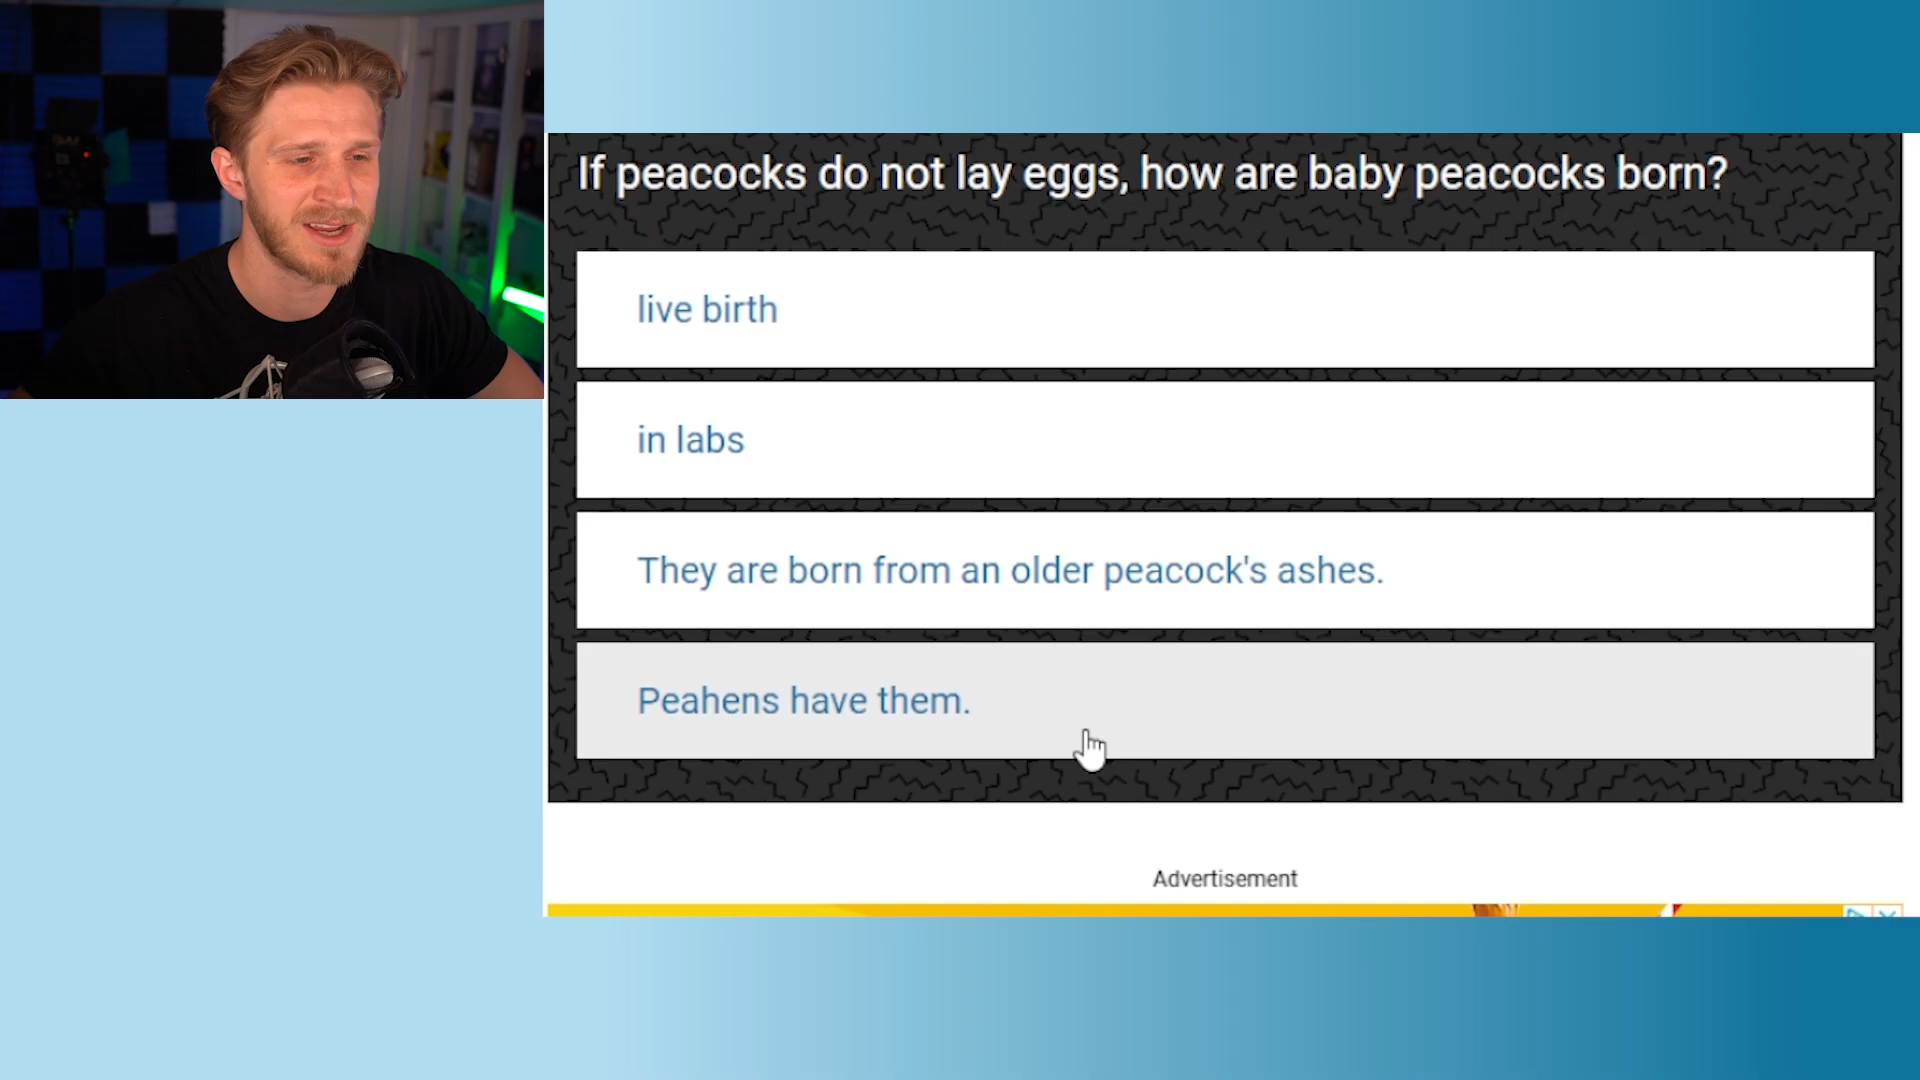 If peacocks do not lay eggs, how are baby peacocks born?
live birth
in labs
They are born from an older peacock's ashes.
Peahens have them.
Advertisement